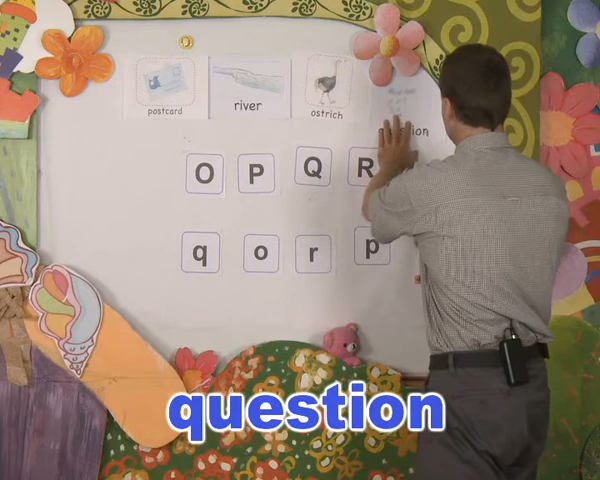 postcard
river
ostrich
stion
O P Q R
q o r p
question